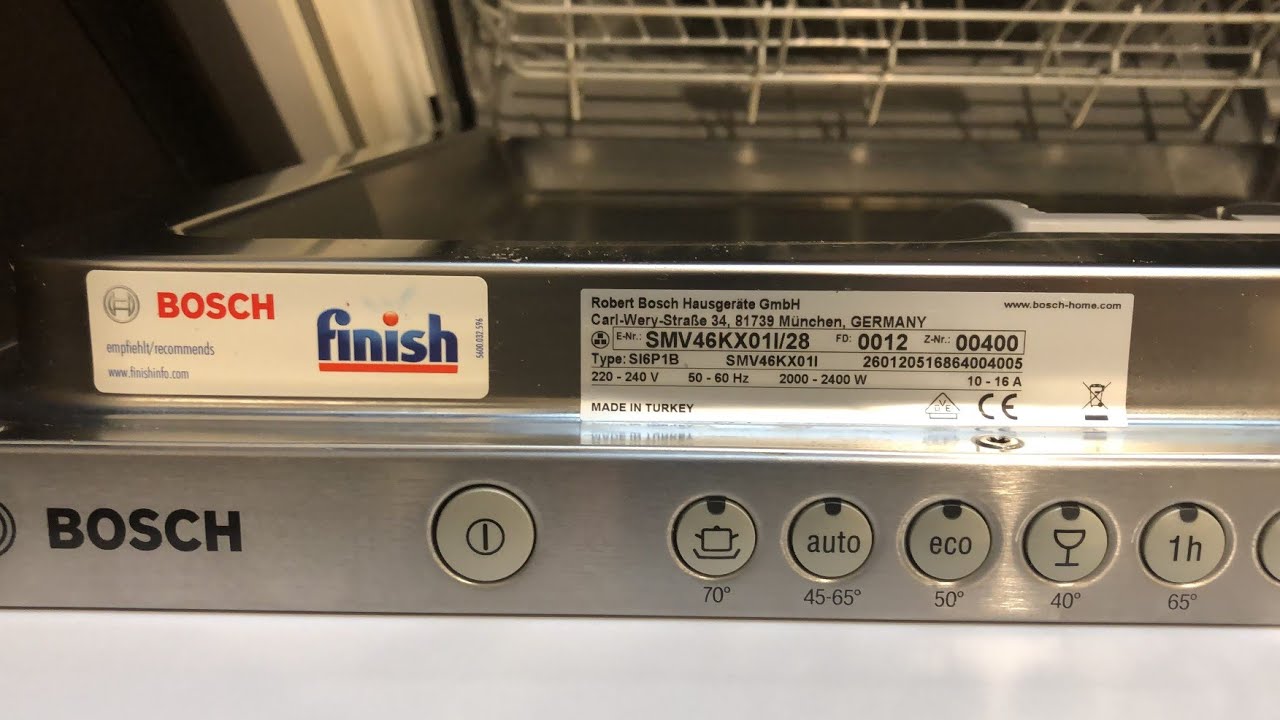 BOSCH
empfiehlt/recommends
www.finishinfo.com
finish
5600.032.596
Robert Bosch Hausgeräte GmbH www.bosch-home.com
Carl-Wery-Straße 34, 81739 München, GERMANY
E-Nr.: SMV46KX01I/28 FD: 0012 Z-Nr.: 00400
Type: SI6P1B SMV46KX01I 260120516864004005
220 - 240 V 50 - 60 Hz 2000 - 2400 W 10 - 16 A
MADE IN TURKEY VDE CE
BOSCH
auto eco 1h
70° 45-65° 50° 40° 65°